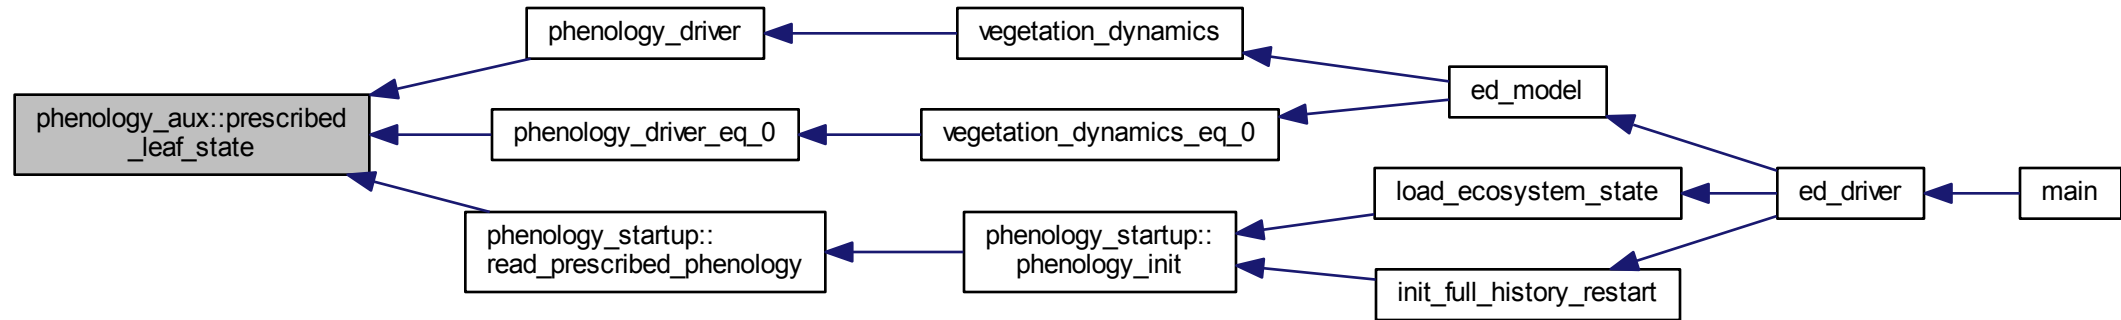 phenology_aux::prescribed
_leaf_state
phenology_driver
vegetation_dynamics
phenology_driver_eq_0
vegetation_dynamics_eq_0
ed_model
phenology_startup::
read_prescribed_phenology
phenology_startup::
phenology_init
load_ecosystem_state
init_full_history_restart
ed_driver
main